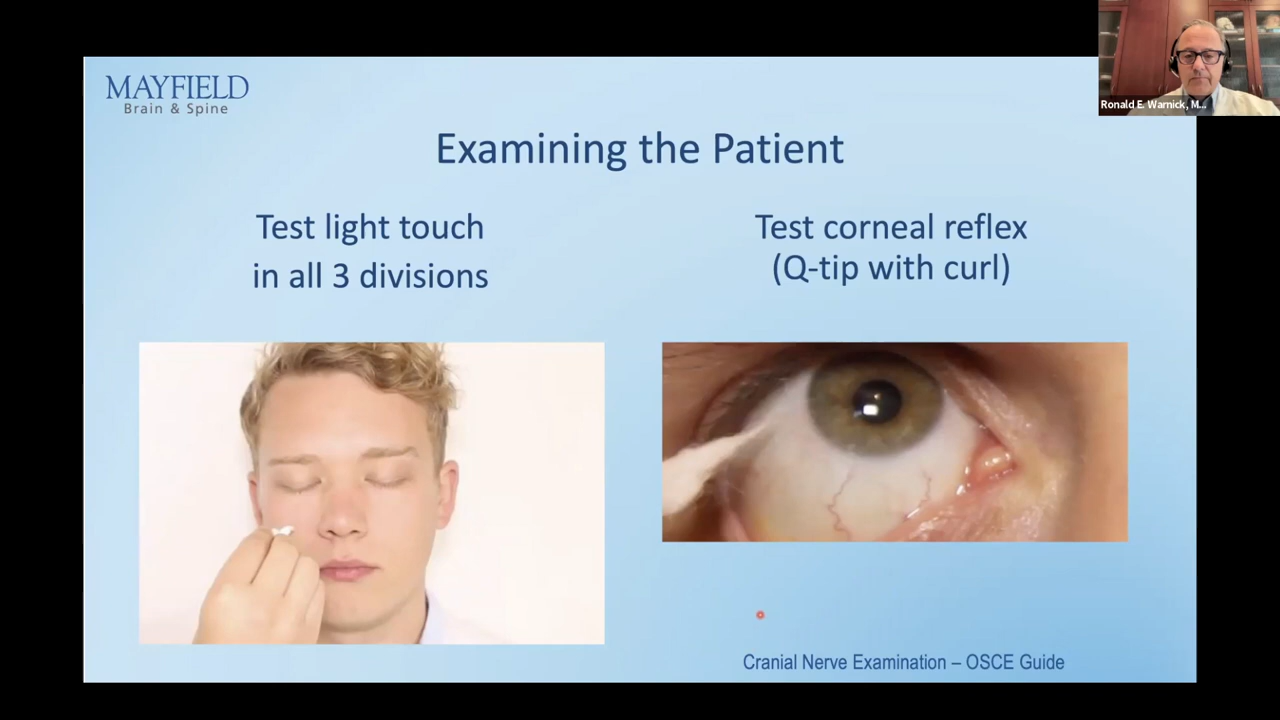 MAYFIELD
Brain & Spine
Ronald E. Warnick, M...
Examining the Patient
Test light touch
in all 3 divisions
Test corneal reflex
(Q-tip with curl)
Cranial Nerve Examination – OSCE Guide